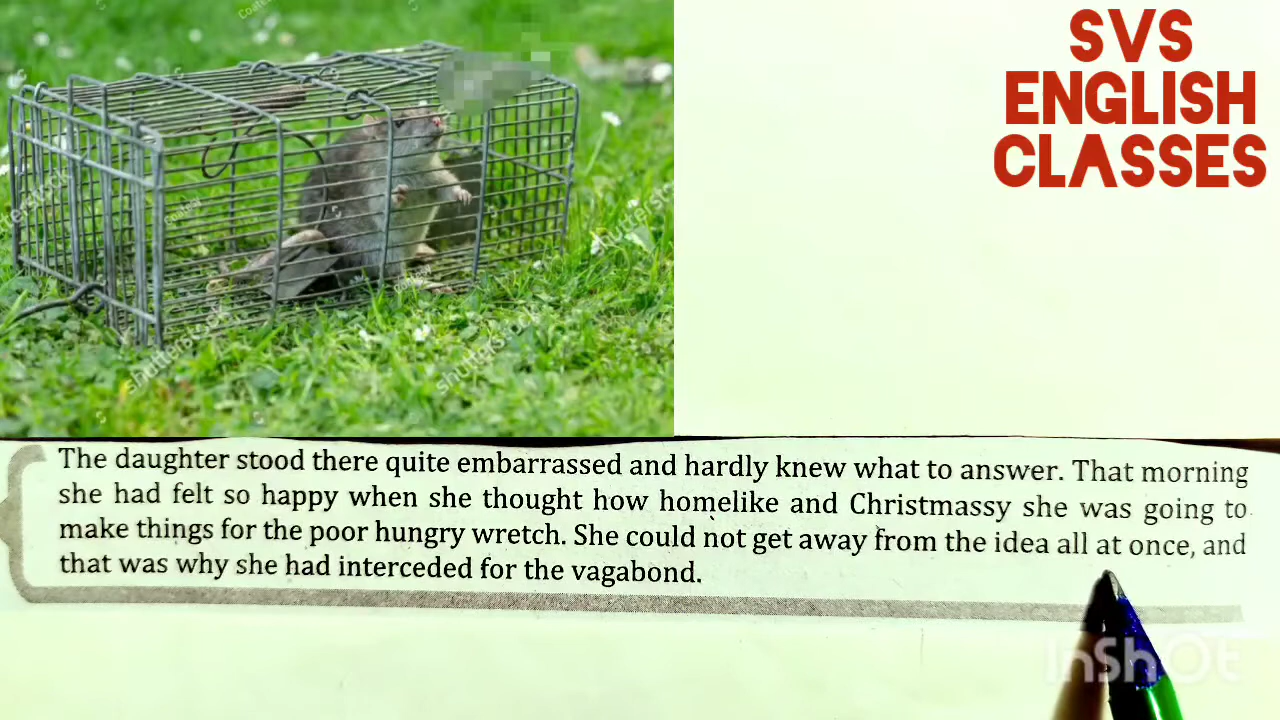 SVS
ENGLISH
CLASSES
The daughter stood there quite embarrassed and hardly knew what to answer. That morning
she had felt so happy when she thought how homelike and Christmassy she was going to
make things for the poor hungry wretch. She could not get away from the idea all at once, and
that was why she had interceded for the vagabond.
shutterstock
shutterstock
InShOt